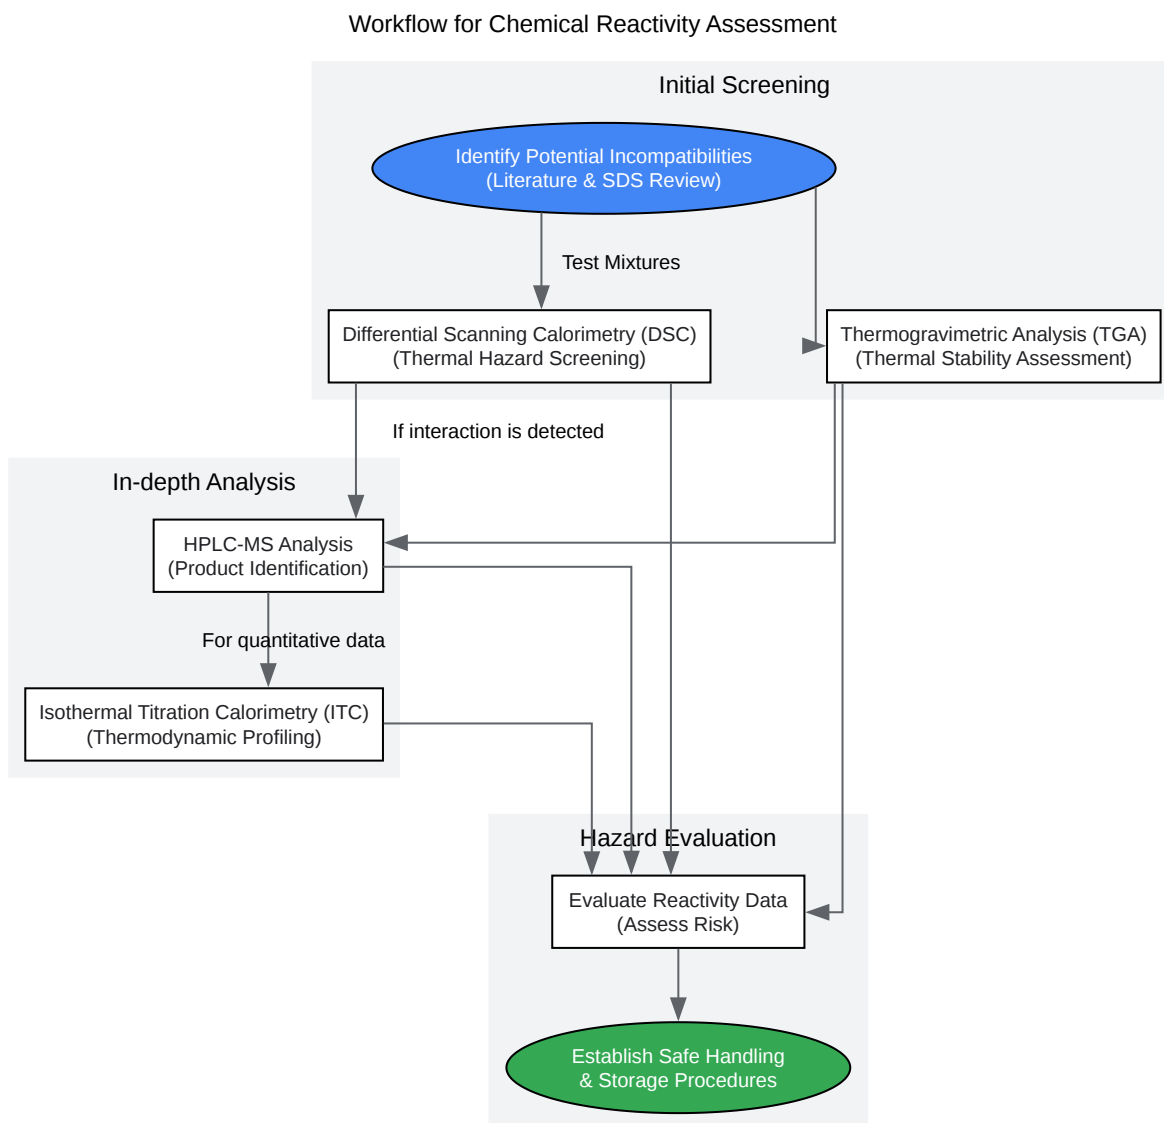 Workflow for Chemical Reactivity Assessment
Initial Screening
Identify Potential Incompatibilities
(Literature & SDS Review)
Test Mixtures
Differential Scanning Calorimetry (DSC)
(Thermal Hazard Screening)
Thermogravimetric Analysis (TGA)
(Thermal Stability Assessment)
If interaction is detected
In-depth Analysis
HPLC-MS Analysis
(Product Identification)
For quantitative data
Isothermal Titration Calorimetry (ITC)
(Thermodynamic Profiling)
Hazard Evaluation
Evaluate Reactivity Data
(Assess Risk)
Establish Safe Handling
& Storage Procedures